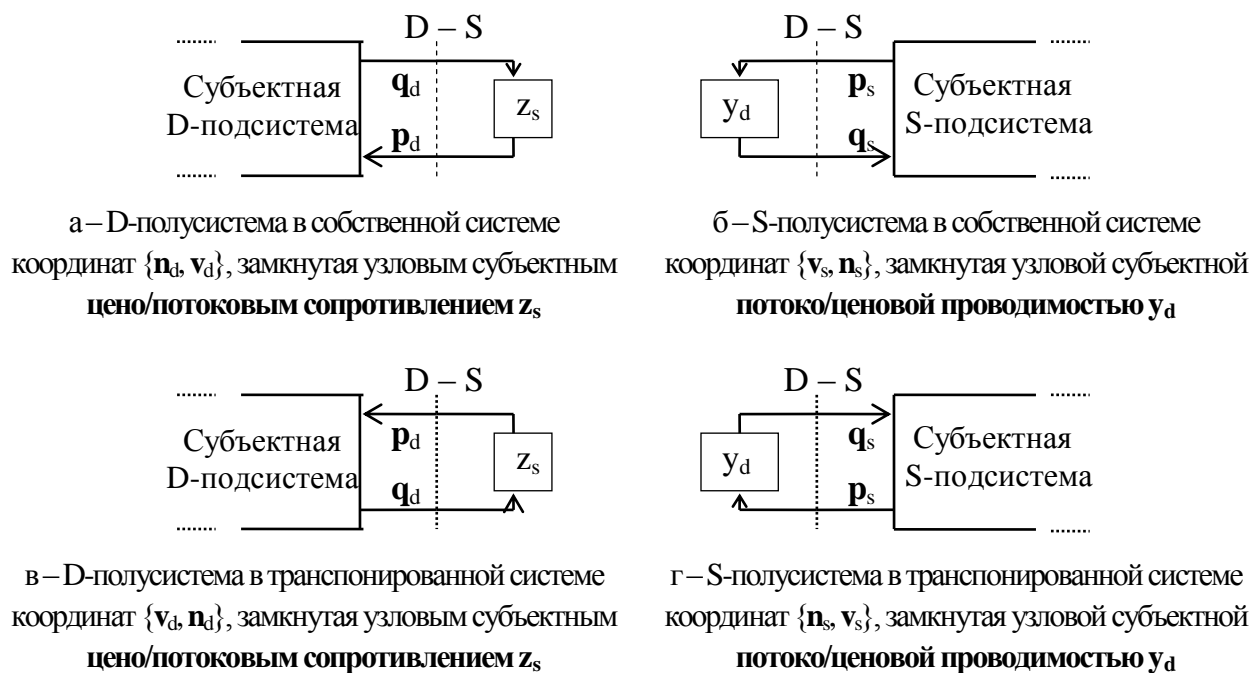 D – S
Субъектная
D-подсистема
q_d
p_d
z_s
а – D-полусистема в собственной системе
координат {n_d, v_d}, замкнутая узловым субъектным
цено/потоковым сопротивлением z_s
D – S
y_d
p_s
q_s
Субъектная
S-подсистема
б – S-полусистема в собственной системе
координат {v_s, n_s}, замкнутая узловой субъектной
потоко/ценовой проводимостью y_d
D – S
Субъектная
D-подсистема
p_d
q_d
z_s
в – D-полусистема в транспонированной системе
координат {v_d, n_d}, замкнутая узловым субъектным
цено/потоковым сопротивлением z_s
D – S
y_d
q_s
p_s
Субъектная
S-подсистема
г – S-полусистема в транспонированной системе
координат {n_s, v_s}, замкнутая узловой субъектной
потоко/ценовой проводимостью y_d